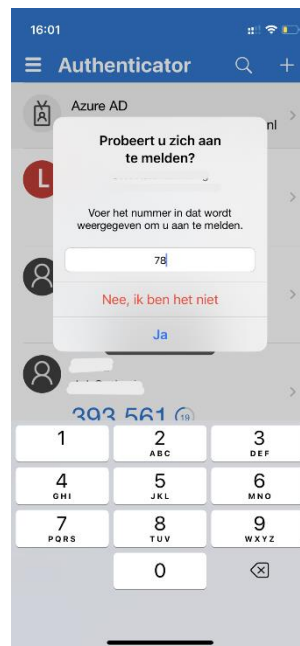 16:01
Authenticator
Azure AD
nl
Probeert u zich aan
te melden?
L
Voer het nummer in dat wordt
weergegeven om u aan te melden.
78
Nee, ik ben het niet
Ja
393 561 19
1
2
ABC
3
DEF
4
GHI
5
JKL
6
MNO
7
PQRS
8
TUV
9
WXYZ
0